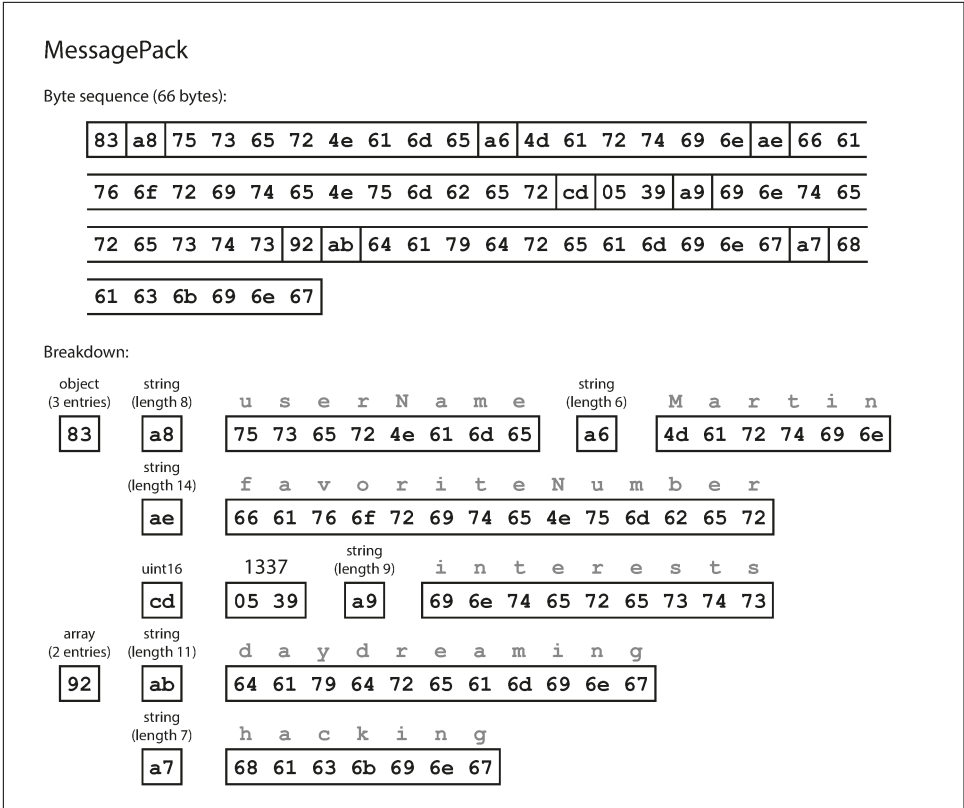 MessagePack
Byte sequence (66 bytes):
83 a8 75 73 65 72 4e 61 6d 65 a6 4d 61 72 74 69 6e ae 66 61
76 6f 72 69 74 65 4e 75 6d 62 65 72 cd 05 39 a9 69 6e 74 65
72 65 73 74 73 92 ab 64 61 79 64 72 65 61 6d 69 6e 67 a7 68
61 63 6b 69 6e 67
Breakdown:
object string string
(3 entries) (length 8) u s e r N a m e (length 6) M a r t i n
83 a8 75 73 65 72 4e 61 6d 65 a6 4d 61 72 74 69 6e
string
(length 14) f a v o r i t e N u m b e r
ae 66 61 76 6f 72 69 74 65 4e 75 6d 62 65 72
string
uint16 1337 (length 9) i n t e r e s t s
cd 05 39 a9 69 6e 74 65 72 65 73 74 73
array string
(2 entries) (length 11) d a y d r e a m i n g
92 ab 64 61 79 64 72 65 61 6d 69 6e 67
string
(length 7) h a c k i n g
a7 68 61 63 6b 69 6e 67